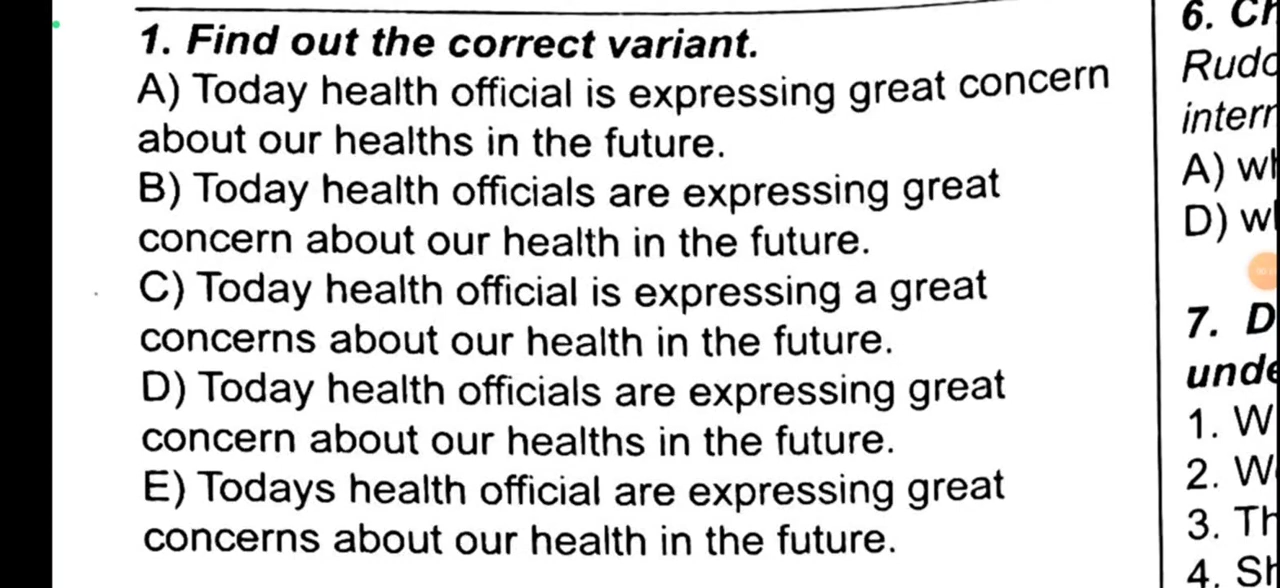 1. Find out the correct variant.
A) Today health official is expressing great concern
about our healths in the future.
B) Today health officials are expressing great
concern about our health in the future.
C) Today health official is expressing a great
concerns about our health in the future.
D) Today health officials are expressing great
concern about our healths in the future.
E) Todays health official are expressing great
concerns about our health in the future.
6.
A)
D)
7. D
1. W
2.
3.
4.